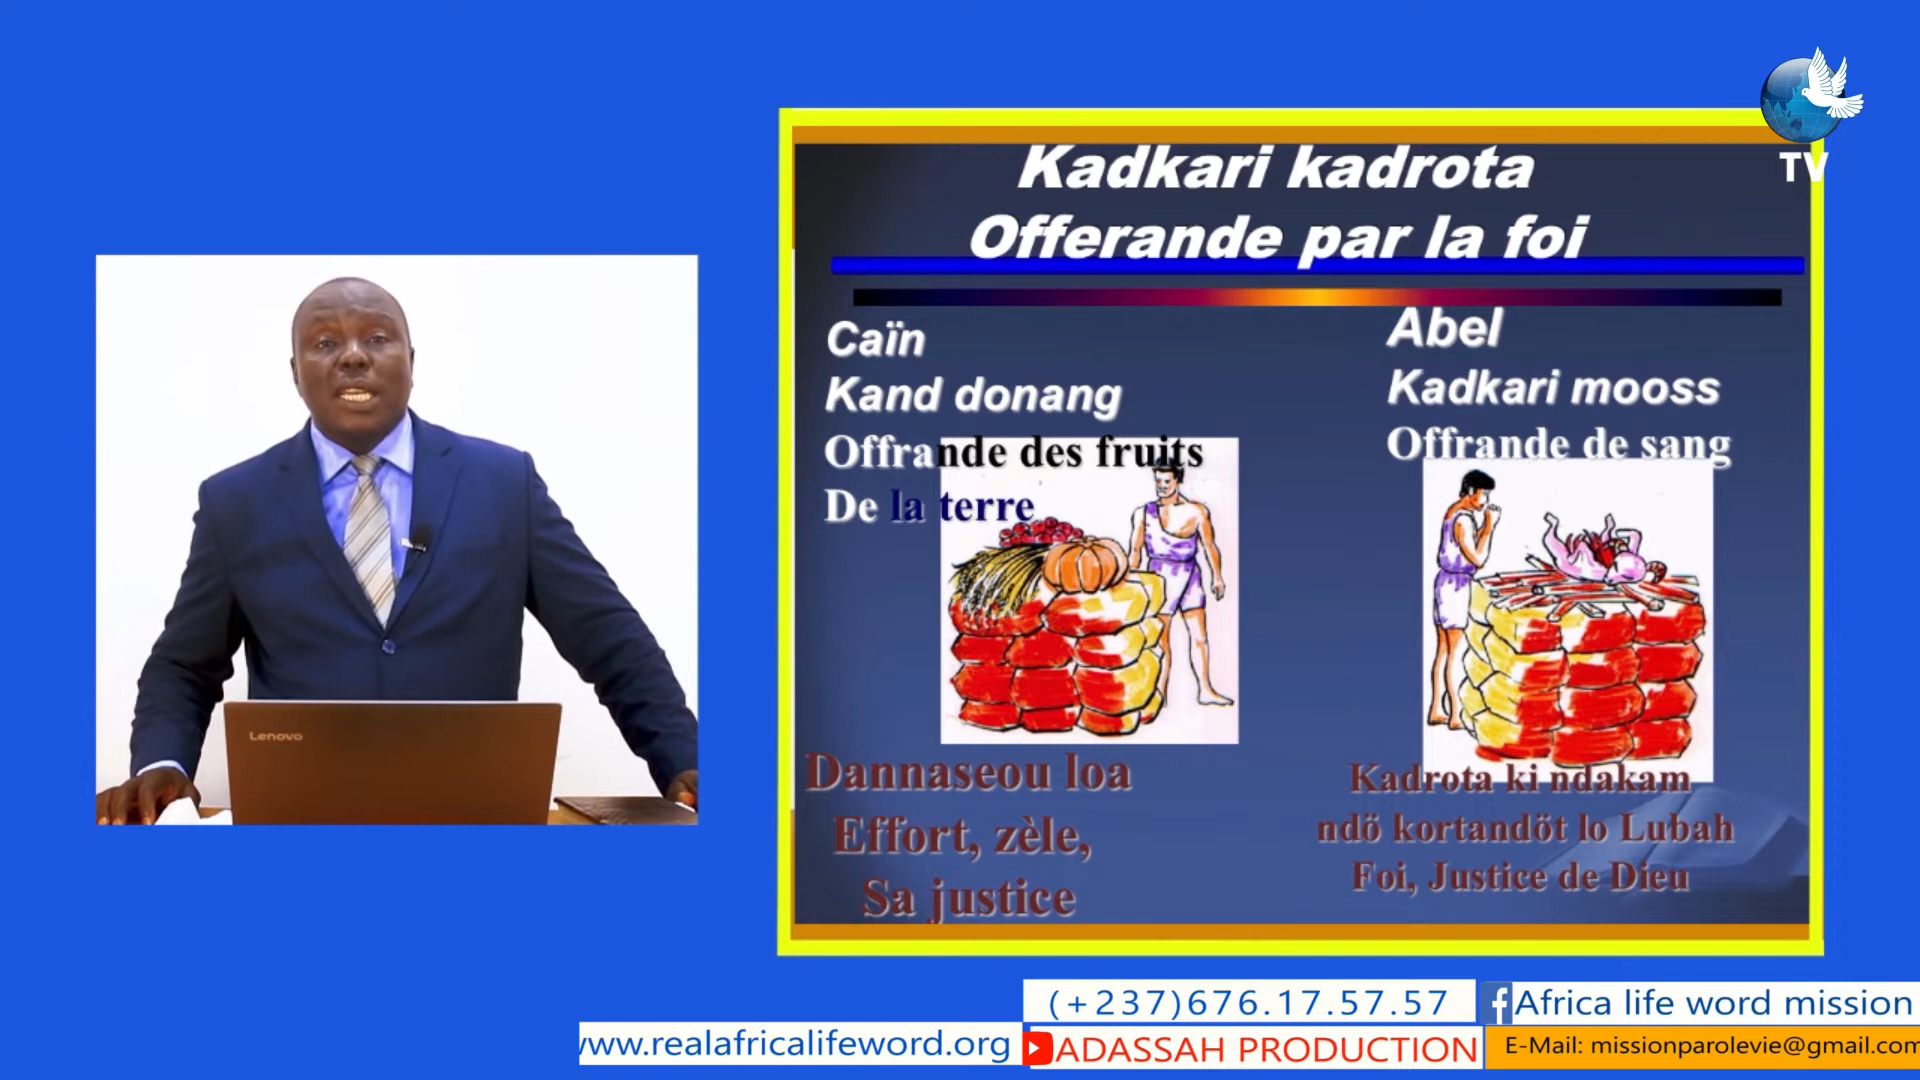 TV
Kadkari kadrota
Offerande par la foi
Caïn
Kand donang
Offrande des fruits
De la terre
Abel
Kadkari mooss
Offrande de sang
Dannaseou loa
Effort, zèle,
Sa justice
Kadrota ki ndakam
ndö kortandöt lo Lubah
Foi, Justice de Dieu
Lenovo
(+237)676.17.57.57
Africa life word mission
www.realafricalifeword.org
ADASSAH PRODUCTION
E-Mail: missionparolevie@gmail.com